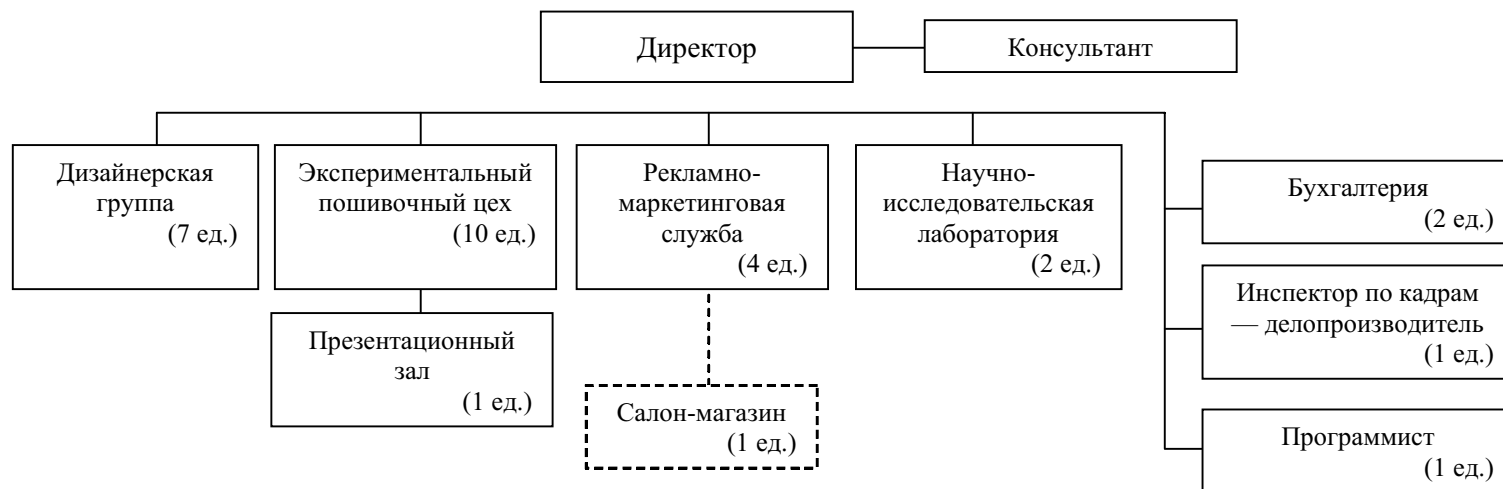 Директор
Консультант
Дизайнерская
группа
(7 ед.)
Экспериментальный
пошивочный цех
(10 ед.)
Рекламно-
маркетинговая
служба
(4 ед.)
Научно-
исследовательская
лаборатория
(2 ед.)
Бухгалтерия
(2 ед.)
Инспектор по кадрам
— делопроизводитель
(1 ед.)
Презентационный
зал
(1 ед.)
Салон-магазин
(1 ед.)
Программист
(1 ед.)